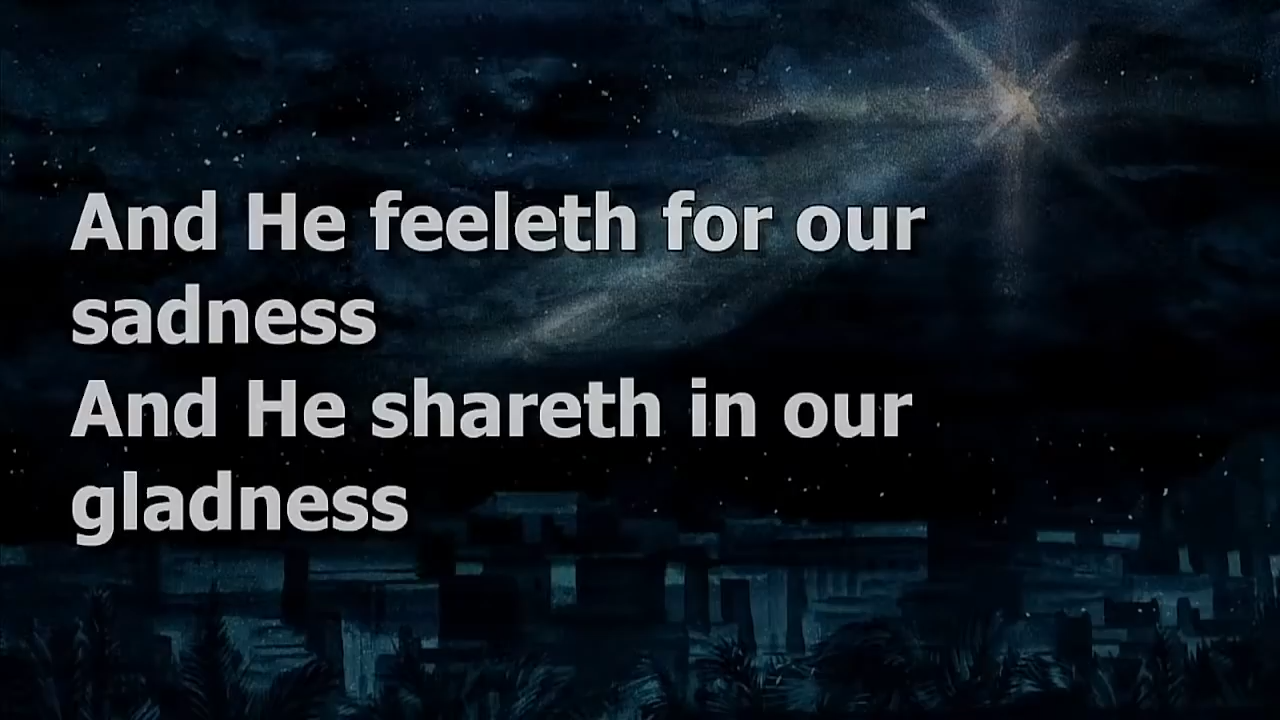 And He feeleth for our
sadness
And He shareth in our
gladness